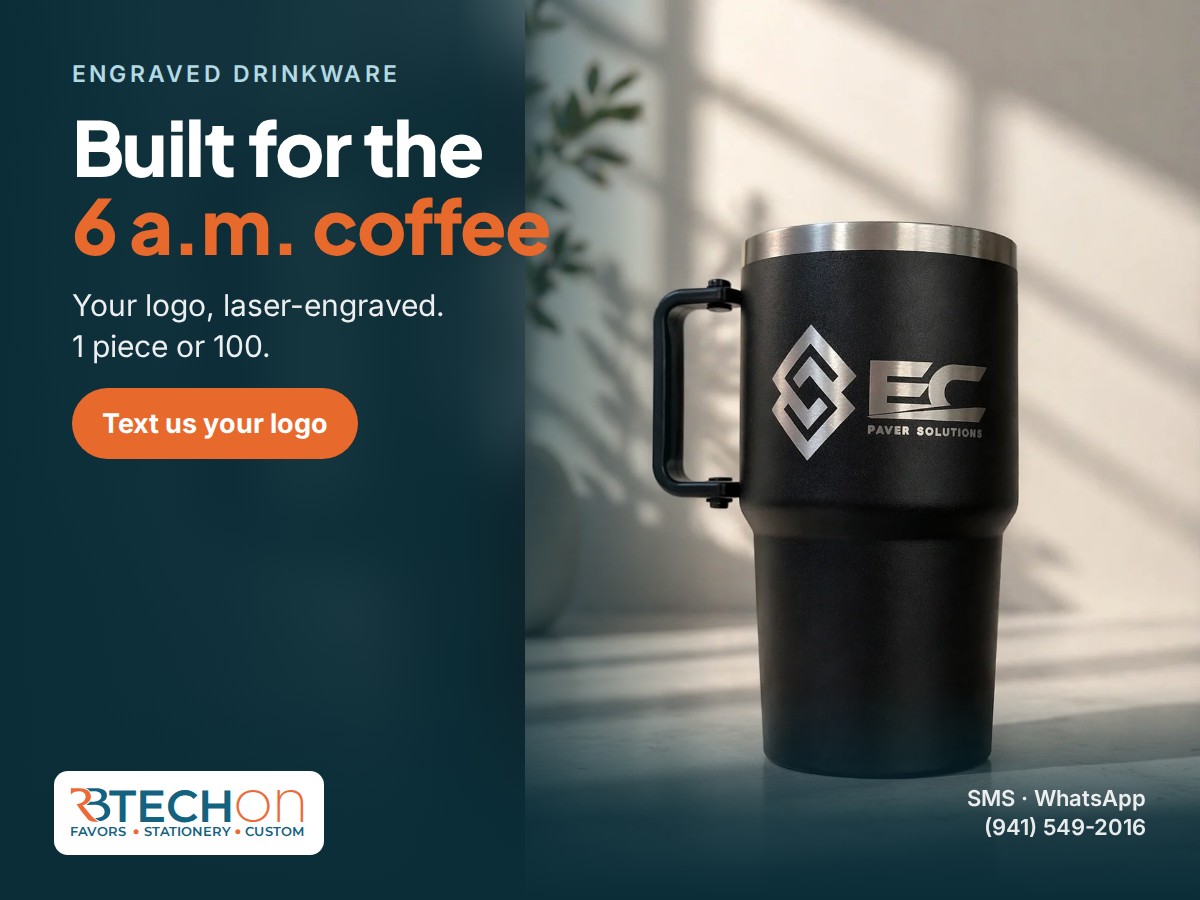 ENGRAVED DRINKWARE
Built for the
6 a.m. coffee
Your logo, laser-engraved.
1 piece or 100.
Text us your logo
EC
PAVER SOLUTIONS
RBTECHON
FAVORS • STATIONERY • CUSTOM
SMS · WhatsApp
(941) 549-2016